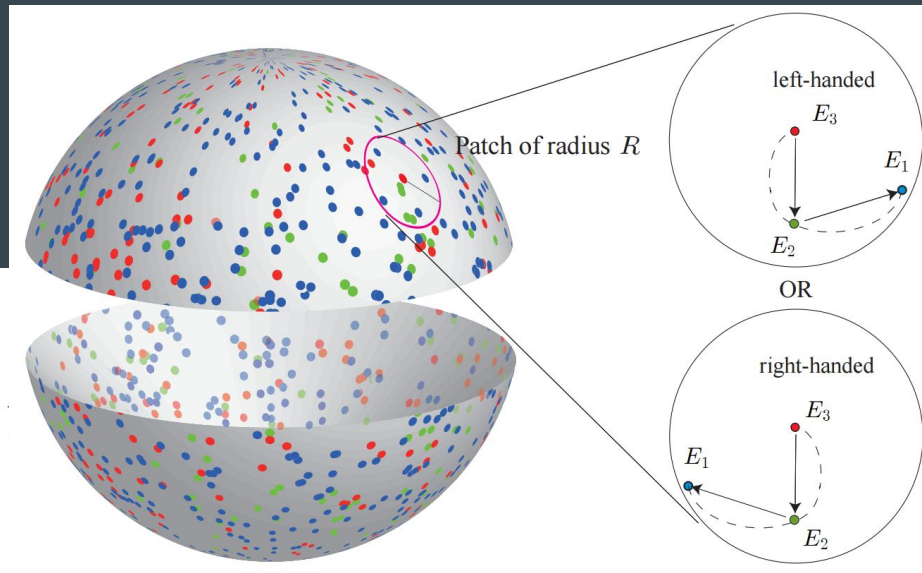 Patch of radius R
left-handed
E₃
E₁
E₂
OR
right-handed
E₃
E₁
E₂